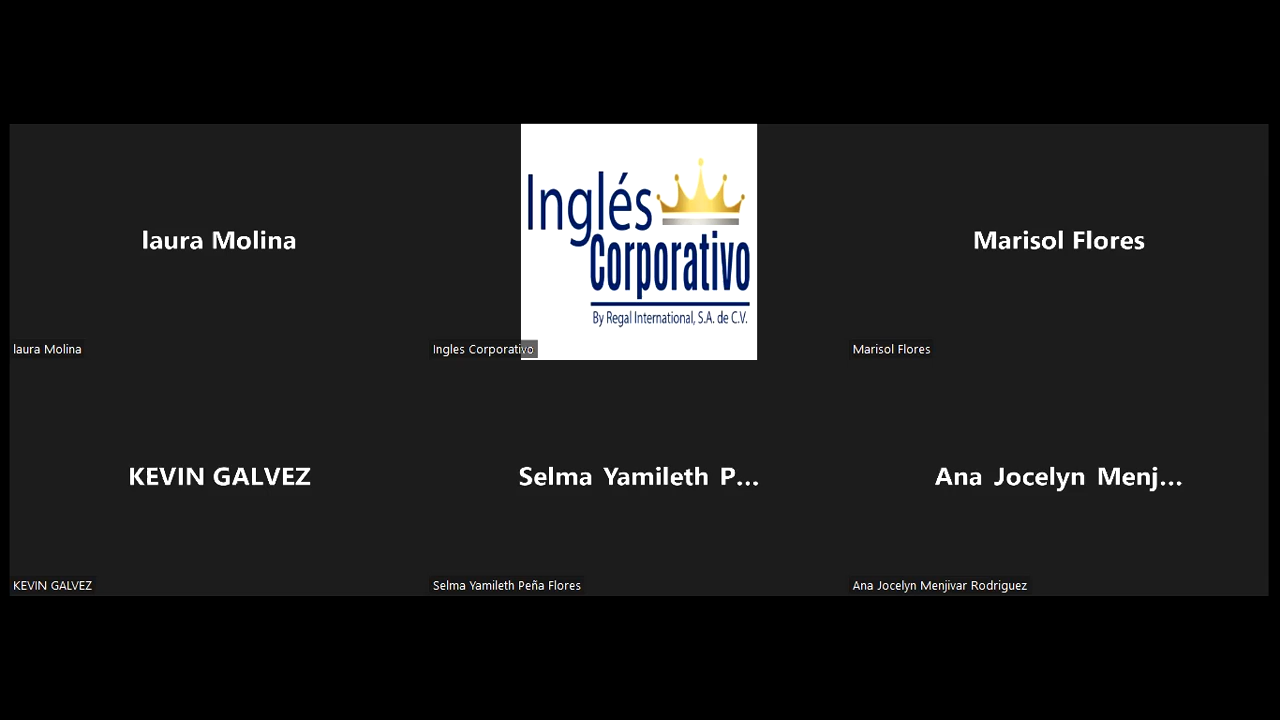 laura Molina
laura Molina
Inglés
Corporativo
By Regal International, S.A. de C.V.
Ingles Corporativo
Marisol Flores
Marisol Flores
KEVIN GALVEZ
KEVIN GALVEZ
Selma Yamileth P...
Selma Yamileth Peña Flores
Ana Jocelyn Menj...
Ana Jocelyn Menjivar Rodriguez